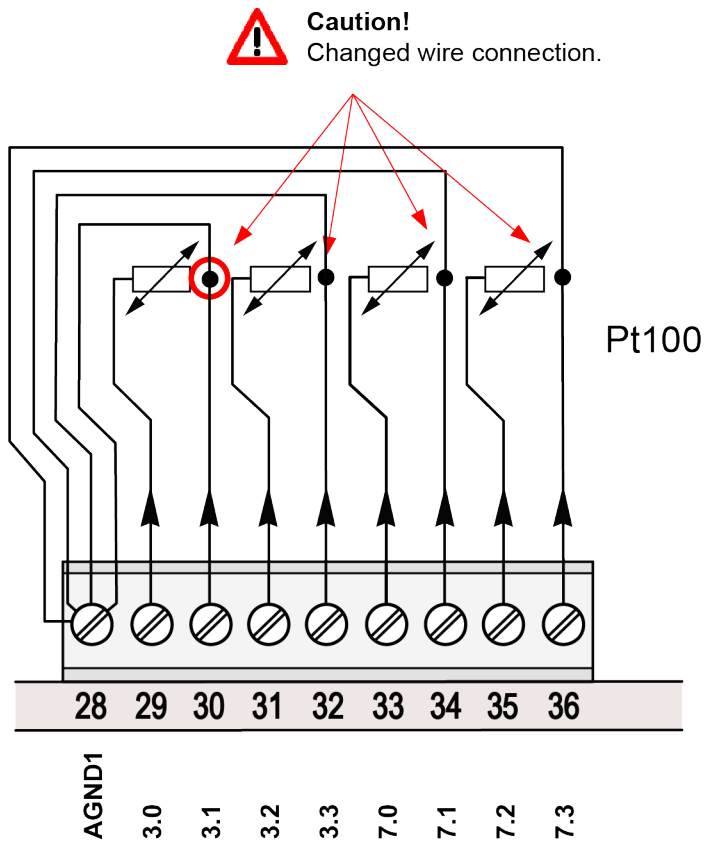 Caution!
Changed wire connection.
Pt100
28 29 30 31 32 33 34 35 36
AGND1 3.0 3.1 3.2 3.3 7.0 7.1 7.2 7.3